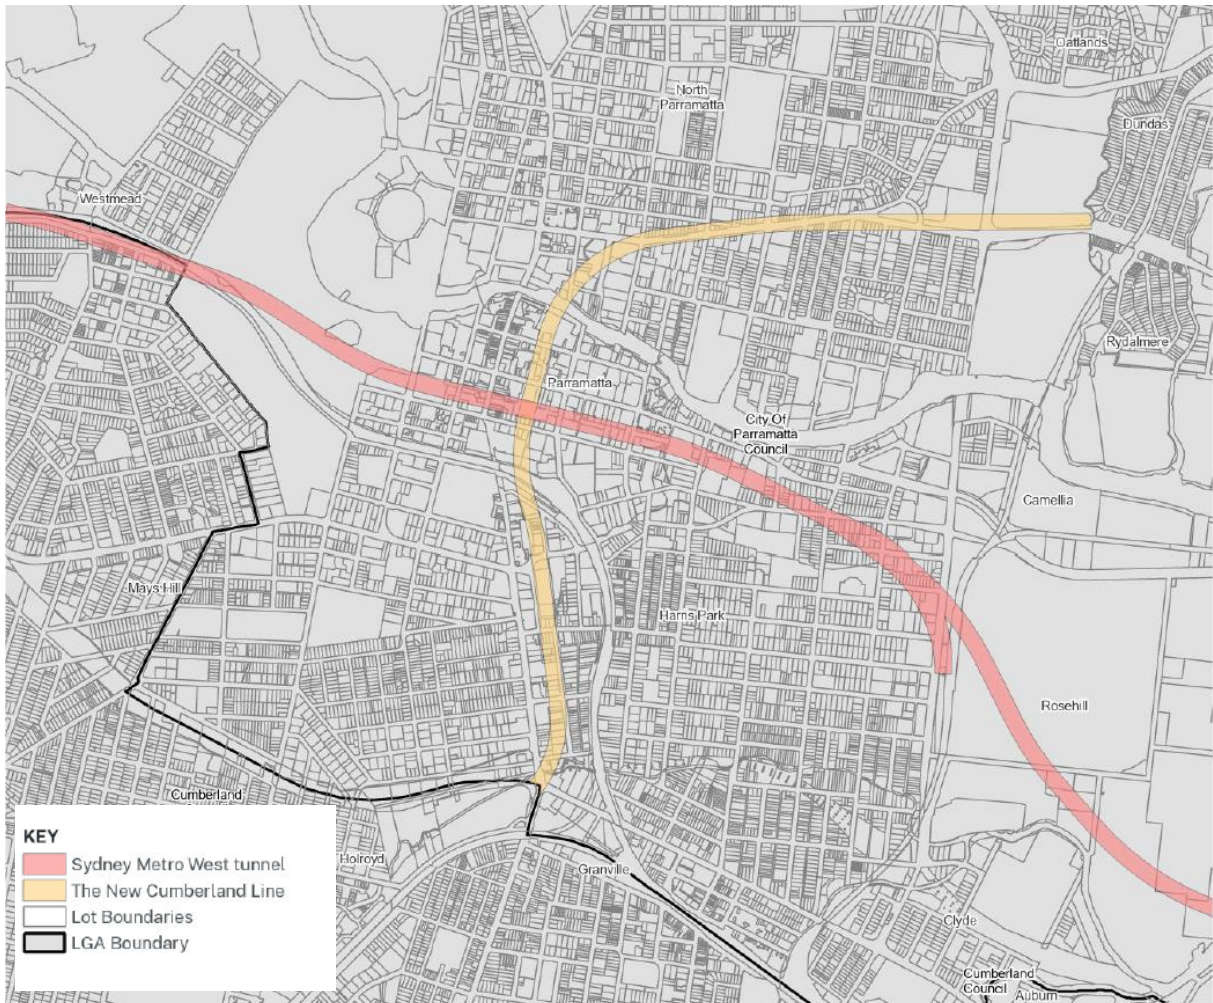 Oatlands
North
Parramatta
Dundas
Westmead
Rydalmere
Parramatta
City Of
Parramatta
Council
Camellia
Mays Hill
Harris Park
Rosehill
Cumberland
Holroyd
Granville
Clyde
Cumberland
Council
Auburn
KEY
Sydney Metro West tunnel
The New Cumberland Line
Lot Boundaries
LGA Boundary